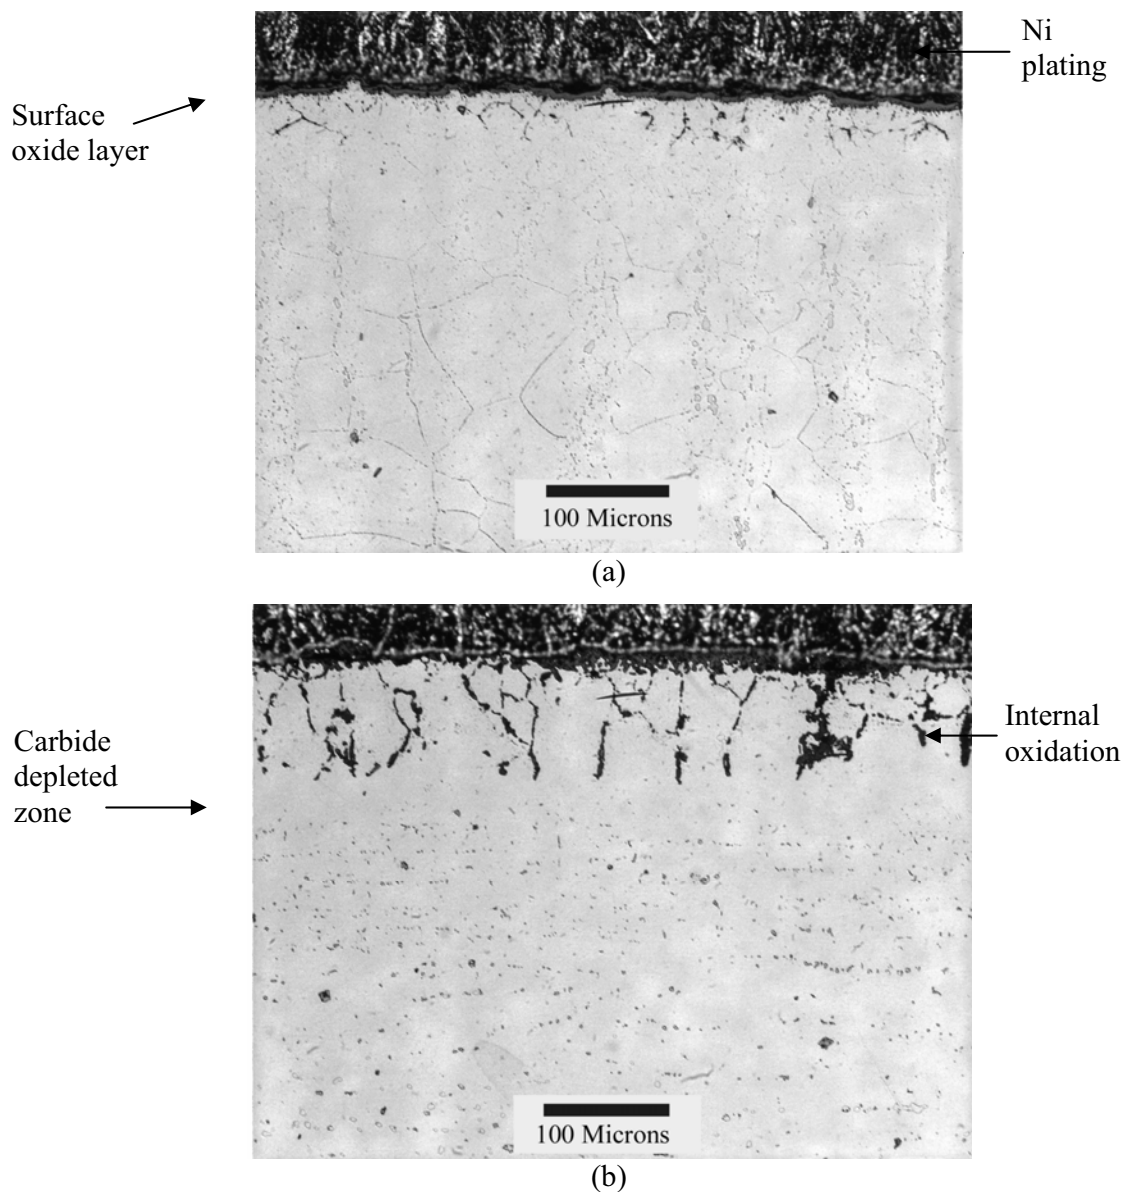 Ni
plating
Surface
oxide layer
100 Microns
(a)
Carbide
depleted
zone
Internal
oxidation
100 Microns
(b)